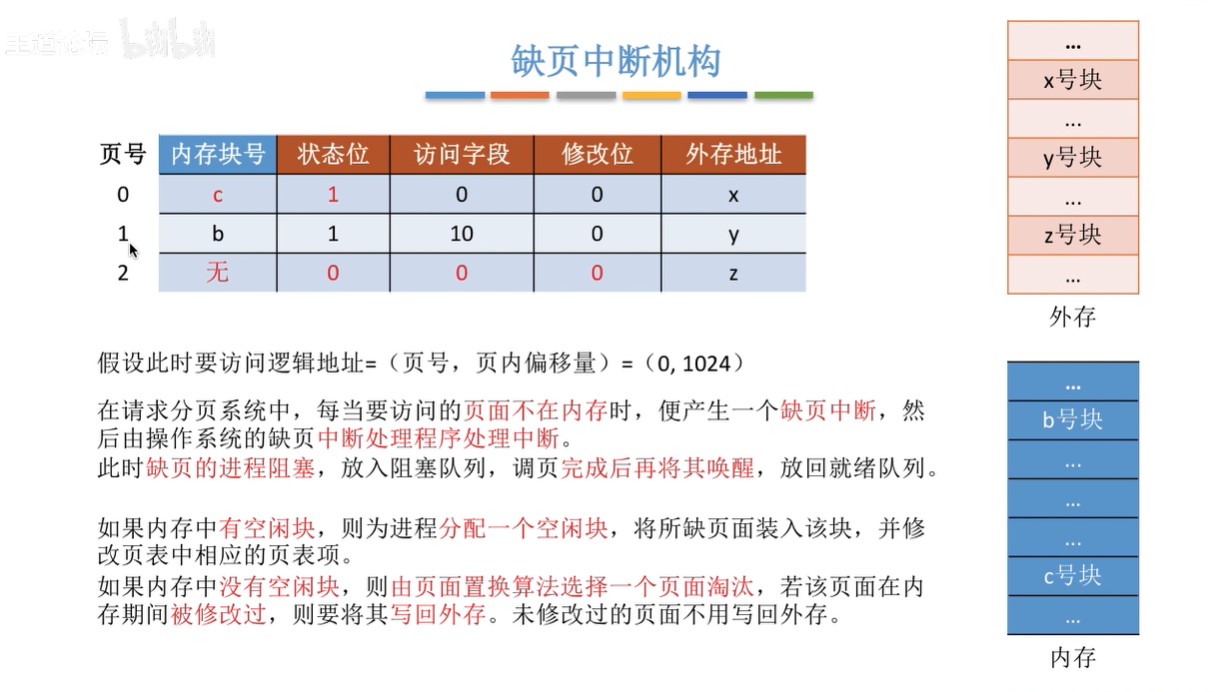 王道论坛 bilibili
缺页中断机构
页号 内存块号 状态位 访问字段 修改位 外存地址
0 c 1 0 0 x
1 b 1 10 0 y
2 无 0 0 0 z
假设此时要访问逻辑地址=（页号，页内偏移量）=（0, 1024）
在请求分页系统中，每当要访问的页面不在内存时，便产生一个缺页中断，然
后由操作系统的缺页中断处理程序处理中断。
此时缺页的进程阻塞，放入阻塞队列，调页完成后再将其唤醒，放回就绪队列。
如果内存中有空闲块，则为进程分配一个空闲块，将所缺页面装入该块，并修
改页表中相应的页表项。
如果内存中没有空闲块，则由页面置换算法选择一个页面淘汰，若该页面在内
存期间被修改过，则要将其写回外存。未修改过的页面不用写回外存。
...
x号块
...
y号块
...
z号块
...
外存
...
b号块
...
...
...
c号块
...
内存